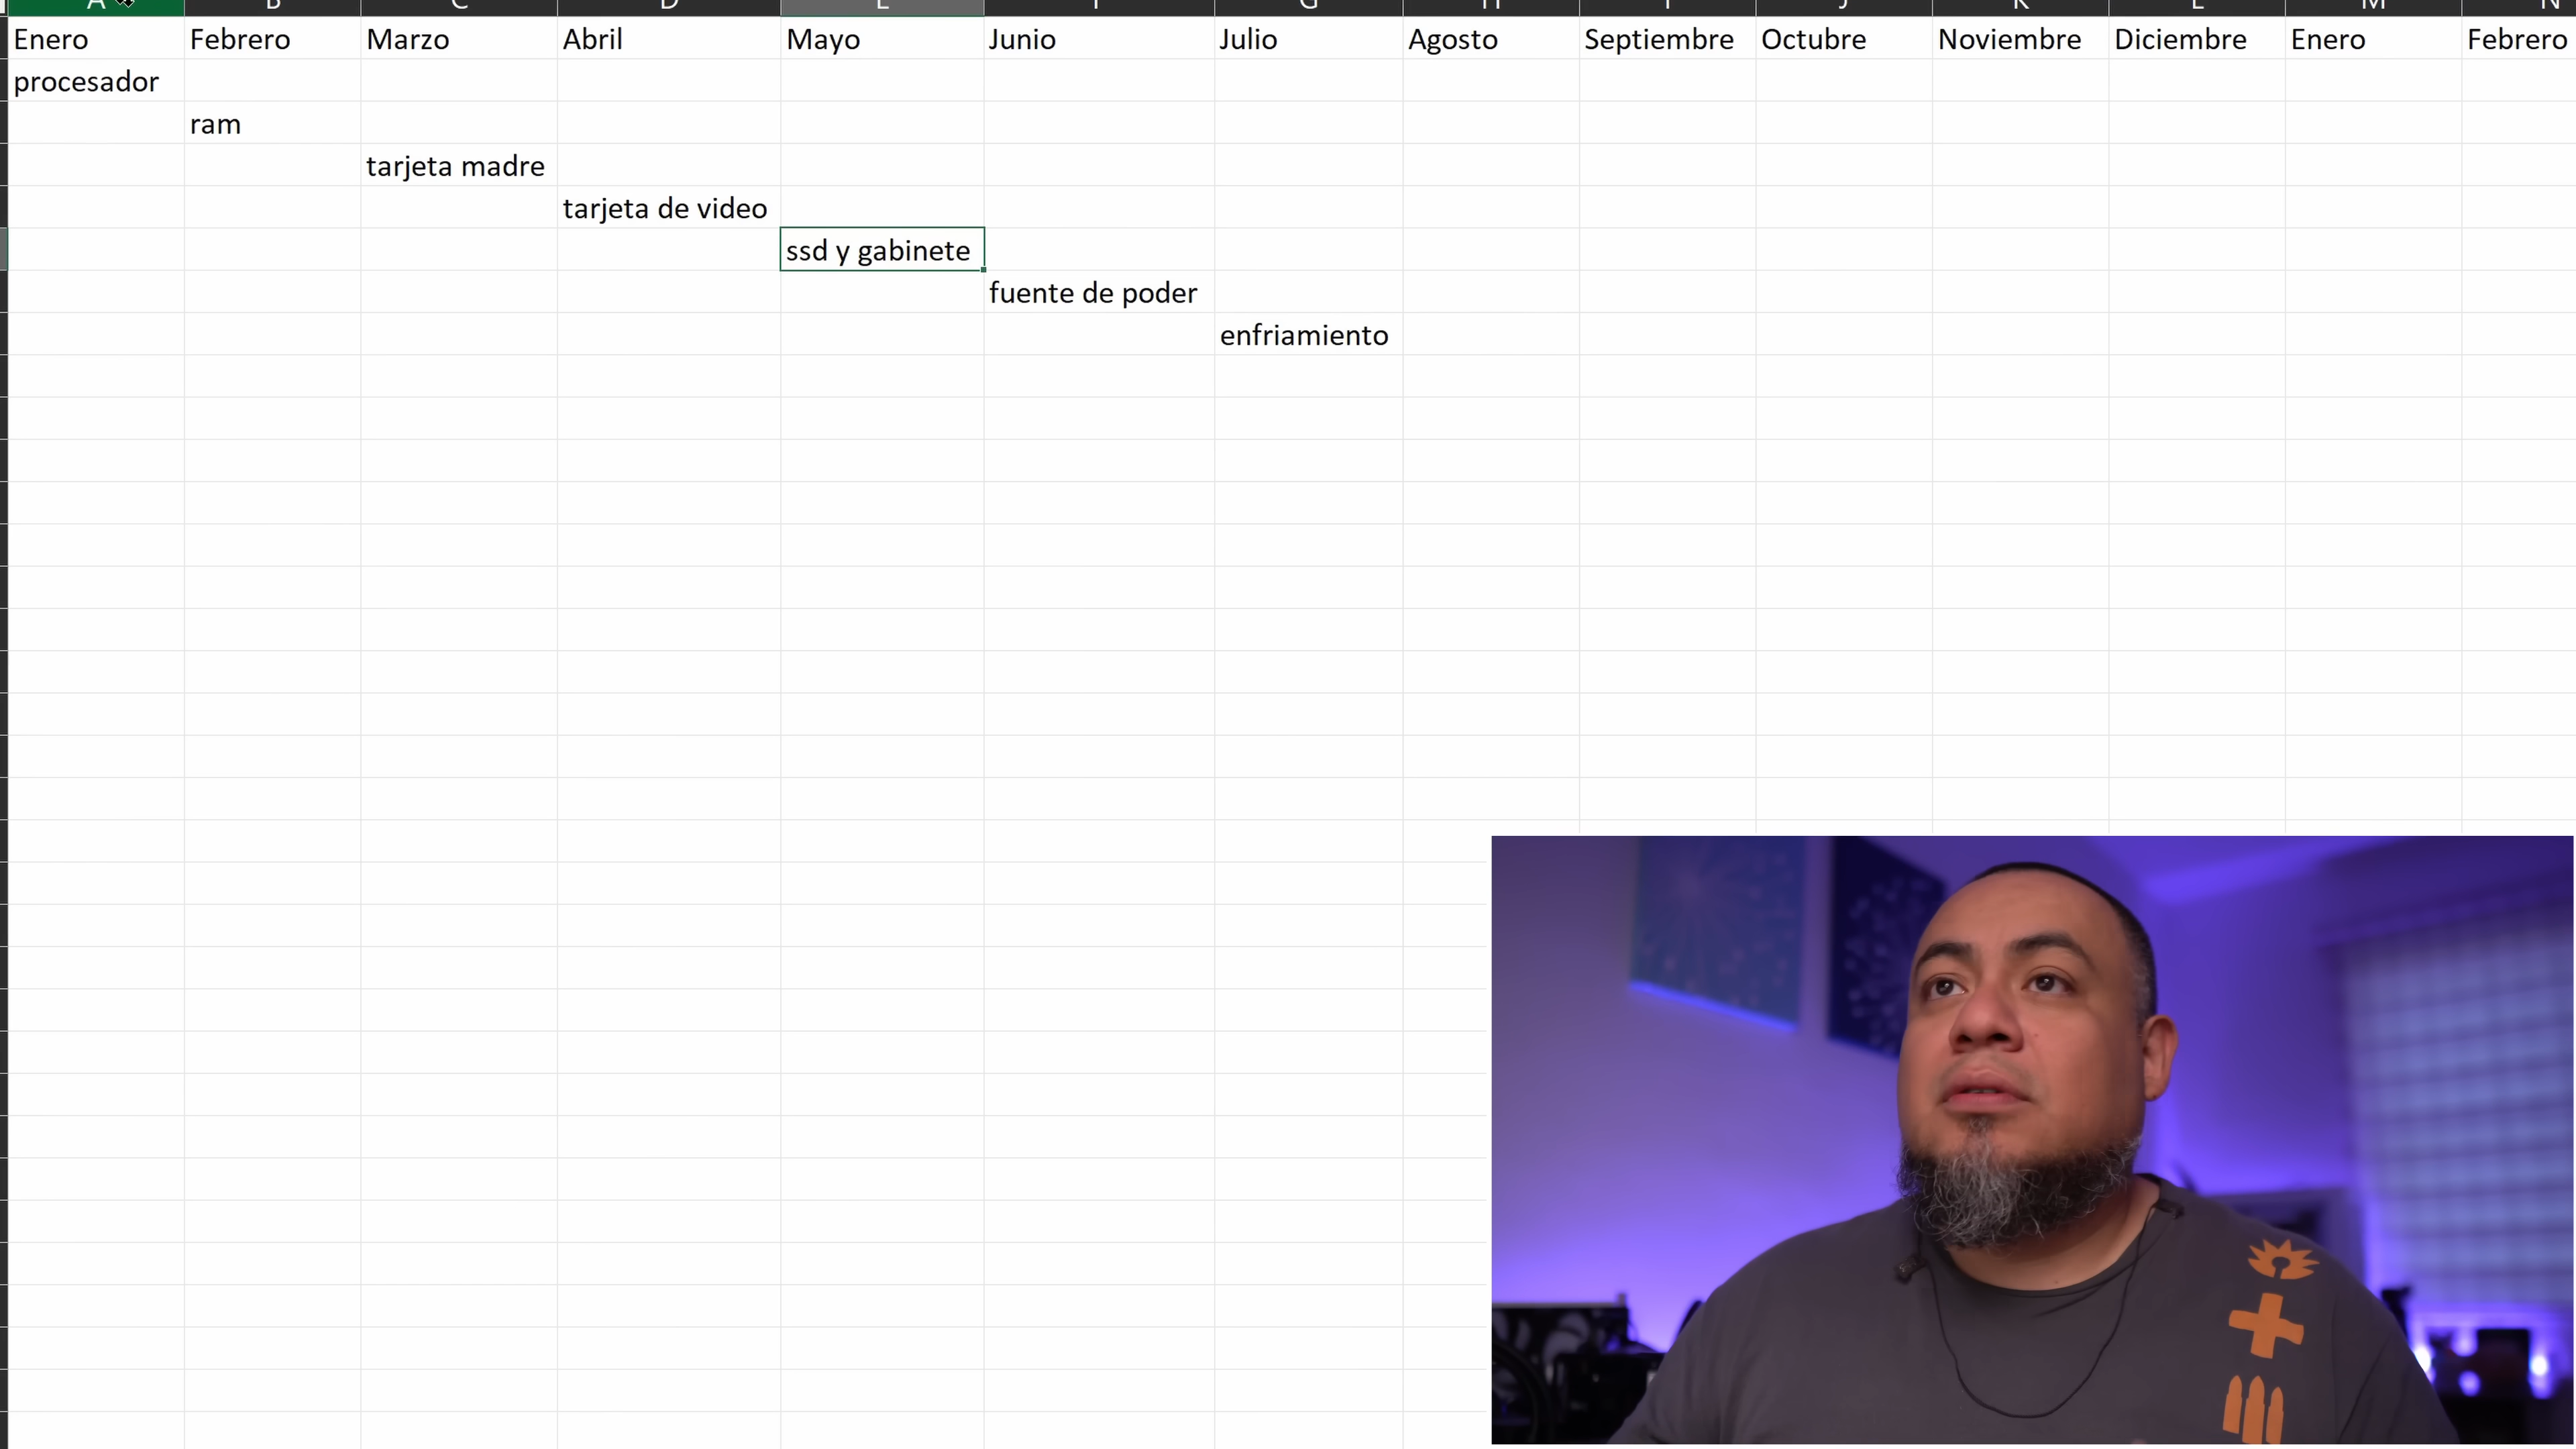 A B C D E F G H I J K L M N
Enero Febrero Marzo Abril Mayo Junio Julio Agosto Septiembre Octubre Noviembre Diciembre Enero Febrero
procesador
ram
tarjeta madre
tarjeta de video
ssd y gabinete
fuente de poder
enfriamiento